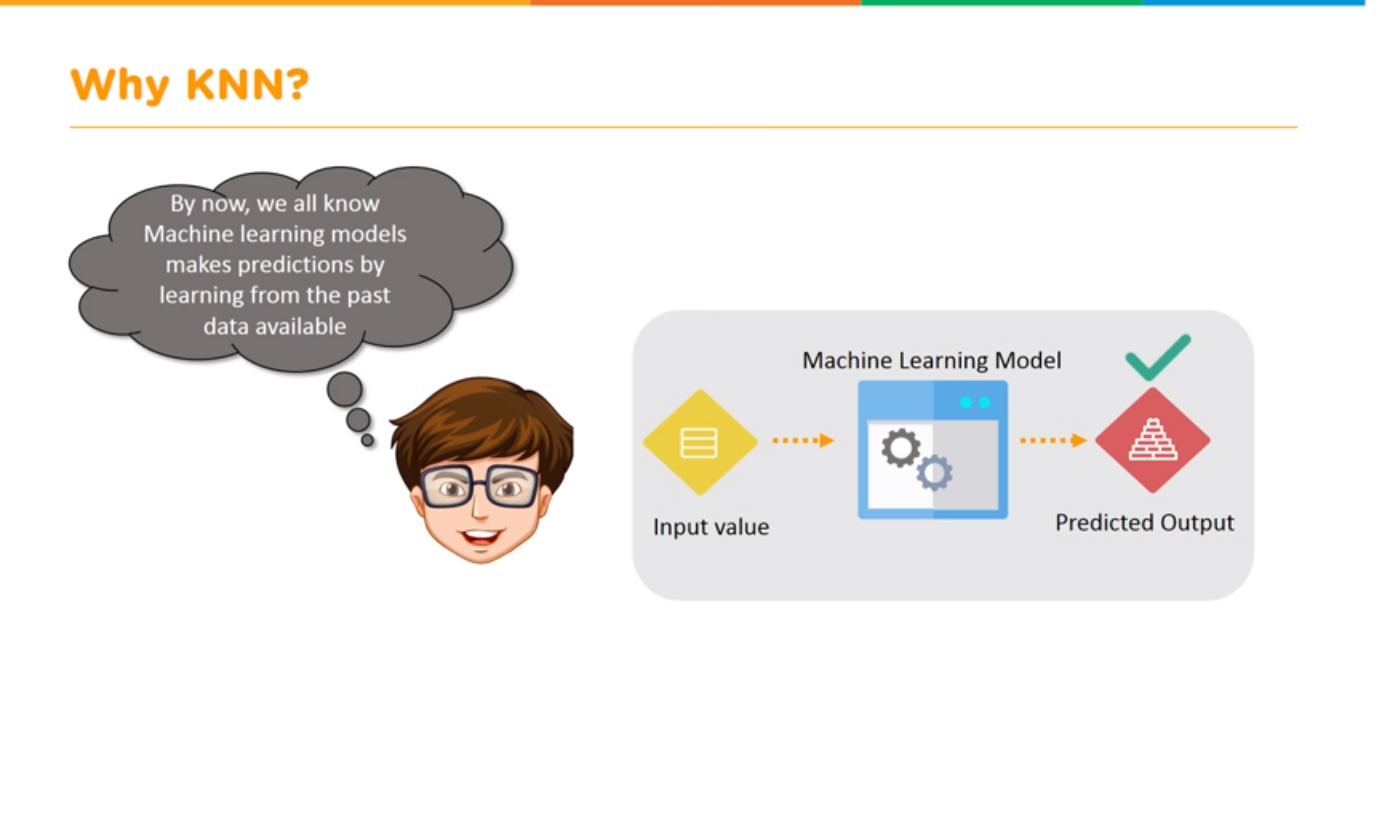 Why KNN?
By now, we all know
Machine learning models
makes predictions by
learning from the past
data available
Machine Learning Model
Input value
Predicted Output